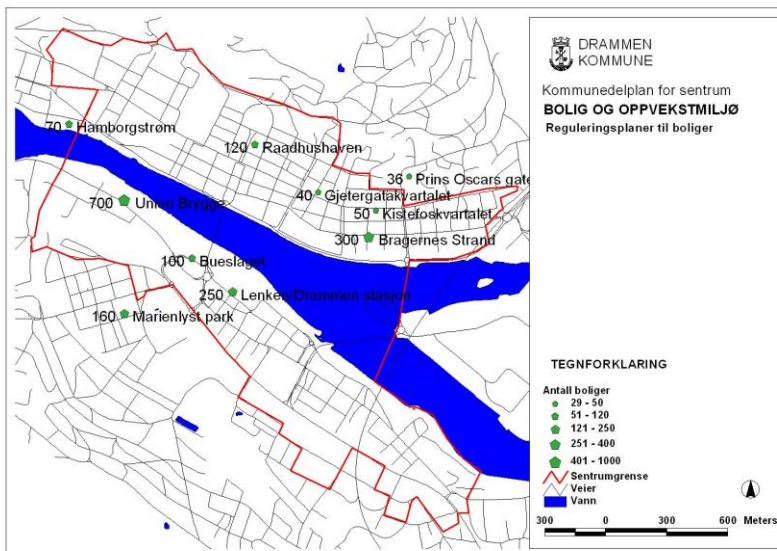 DRAMMEN
KOMMUNE
Kommunedelplan for sentrum
BOLIG OG OPPVEKSTMILJØ
Reguleringsplaner til boliger
70 Hamborgstrøm
120 Raadhushaven
36 Prins Oscars gate
40 Gjetergatakvartalet
700 Union Brygge
50 Kistefoskvartalet
300 Bragernes Strand
100 Bueslaget
250 Lenken/Drammen stasjon
160 Marienlyst park
TEGNFORKLARING
Antall boliger
29 - 50
51 - 120
121 - 250
251 - 400
401 - 1000
Sentrumgrense
Veier
Vann
300 0 300 600 Meters